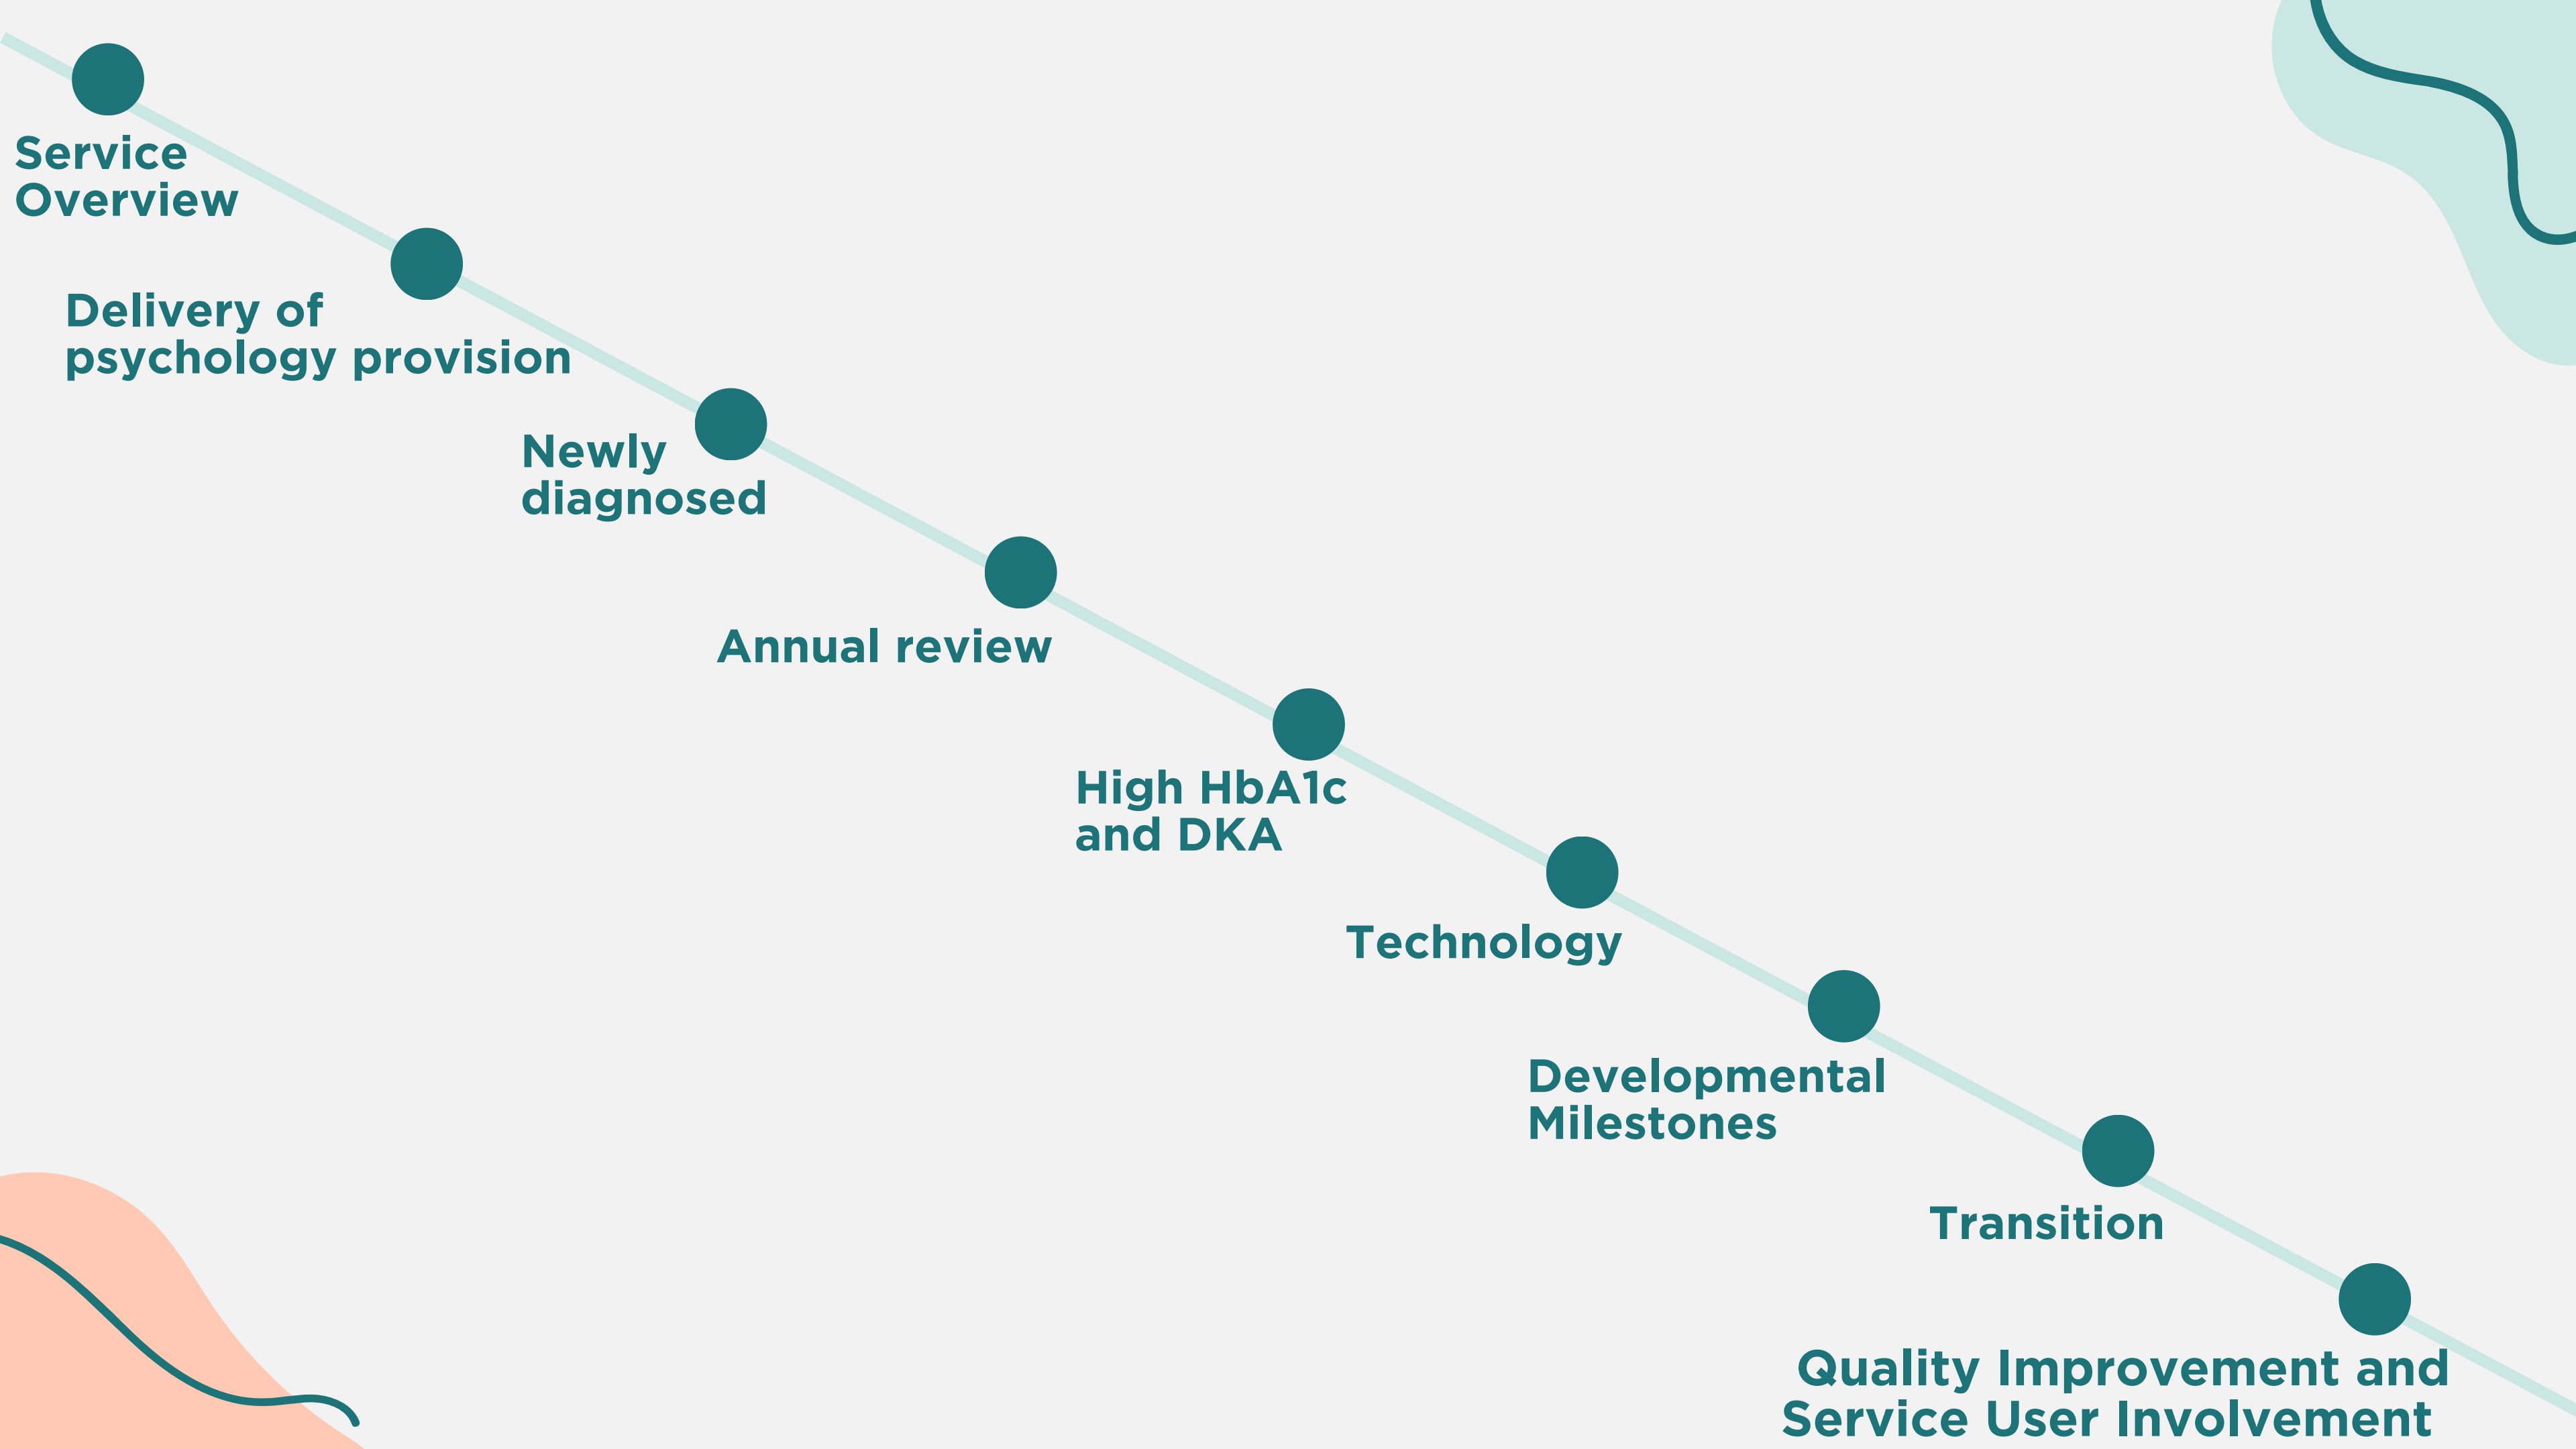 Service
Overview
Delivery of
psychology provision
Newly
diagnosed
Annual review
High HbA1c
and DKA
Technology
Developmental
Milestones
Transition
Quality Improvement and
Service User Involvement